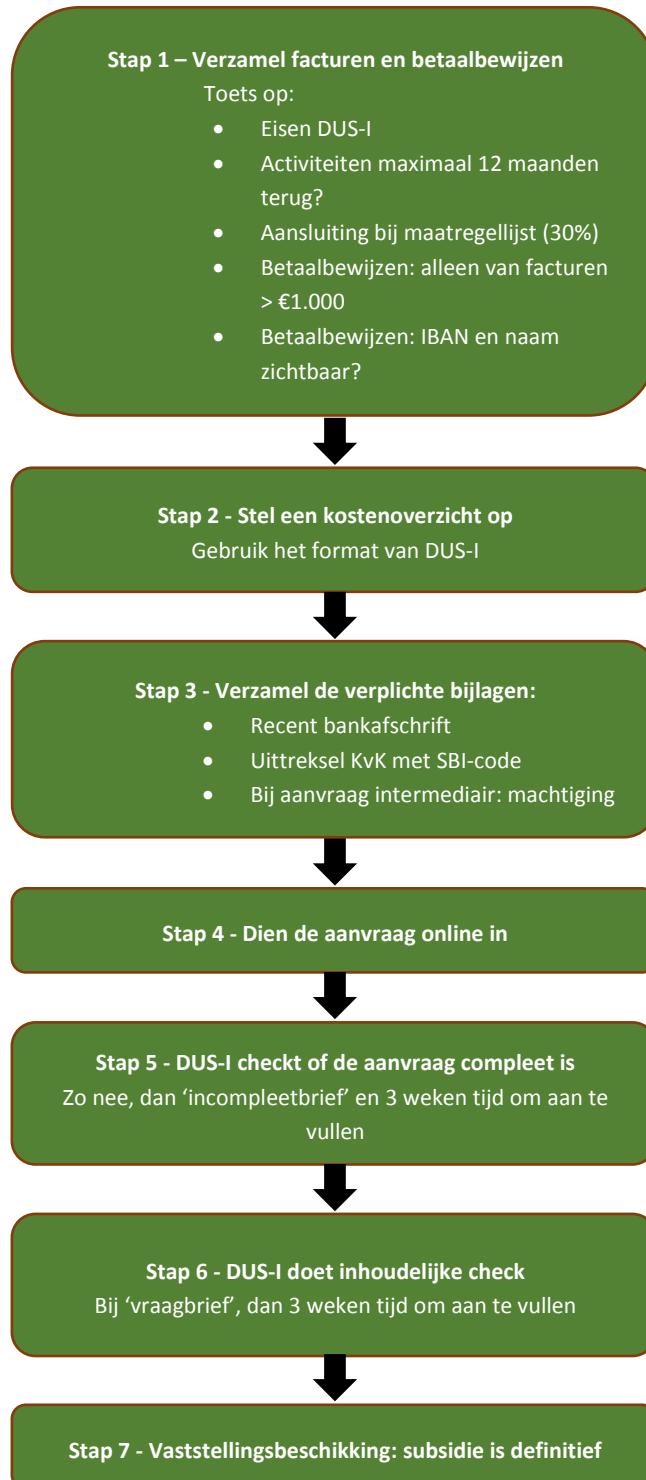 Stap 1 – Verzamel facturen en betaalbewijzen
Toets op:
• Eisen DUS-I
• Activiteiten maximaal 12 maanden
terug?
• Aansluiting bij maatregellijst (30%)
• Betaalbewijzen: alleen van facturen
> €1.000
• Betaalbewijzen: IBAN en naam
zichtbaar?
Stap 2 - Stel een kostenoverzicht op
Gebruik het format van DUS-I
Stap 3 - Verzamel de verplichte bijlagen:
• Recent bankafschrift
• Uittreksel KvK met SBI-code
• Bij aanvraag intermediair: machtiging
Stap 4 - Dien de aanvraag online in
Stap 5 - DUS-I checkt of de aanvraag compleet is
Zo nee, dan ‘incompleetbrief’ en 3 weken tijd om aan te
vullen
Stap 6 - DUS-I doet inhoudelijke check
Bij ‘vraagbrief’, dan 3 weken tijd om aan te vullen
Stap 7 - Vaststellingsbeschikking: subsidie is definitief